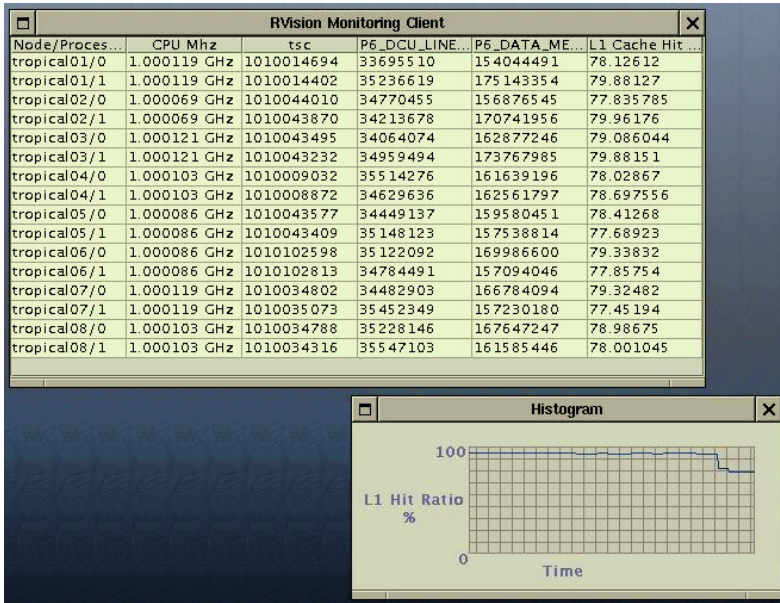 RVision Monitoring Client
Node/Proces... CPU Mhz tsc P6_DCU_LINE... P6_DATA_ME... L1 Cache Hit ...
tropical01/0 1.000119 GHz 1010014694 33695510 154044491 78.12612
tropical01/1 1.000119 GHz 1010014402 35236619 175143354 79.88127
tropical02/0 1.000069 GHz 1010044010 34770455 156876545 77.835785
tropical02/1 1.000069 GHz 1010043870 34213678 170741956 79.96176
tropical03/0 1.000121 GHz 1010043495 34064074 162877246 79.086044
tropical03/1 1.000121 GHz 1010043232 34959494 173767985 79.88151
tropical04/0 1.000103 GHz 1010009032 35514276 161639196 78.02867
tropical04/1 1.000103 GHz 1010008872 34629636 162561797 78.697556
tropical05/0 1.000086 GHz 1010043577 34449137 159580451 78.41268
tropical05/1 1.000086 GHz 1010043409 35148123 157538814 77.68923
tropical06/0 1.000086 GHz 1010102598 35122092 169986600 79.33832
tropical06/1 1.000086 GHz 1010102813 34784491 157094046 77.85754
tropical07/0 1.000119 GHz 1010034802 34482903 166784094 79.32482
tropical07/1 1.000119 GHz 1010035073 35452349 157230180 77.45194
tropical08/0 1.000103 GHz 1010034788 35228146 167647247 78.98675
tropical08/1 1.000103 GHz 1010034316 35547103 161585446 78.001045
Histogram
100
L1 Hit Ratio
%
0
Time